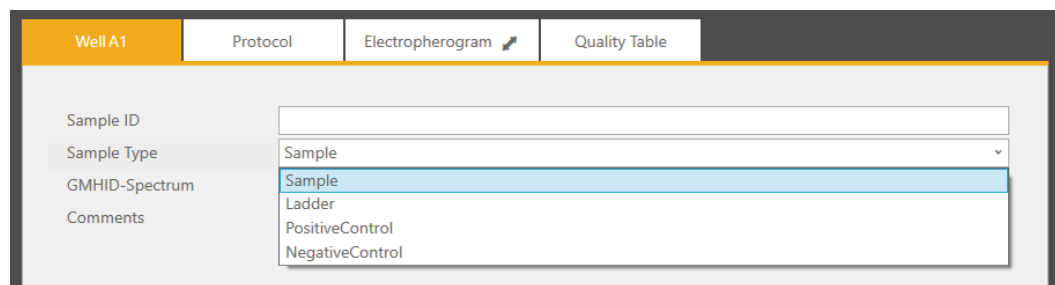 Well A1 Protocol Electropherogram Quality Table
Sample ID
Sample Type Sample
GMHID-Spectrum Sample
Ladder
Comments
PositiveControl
NegativeControl